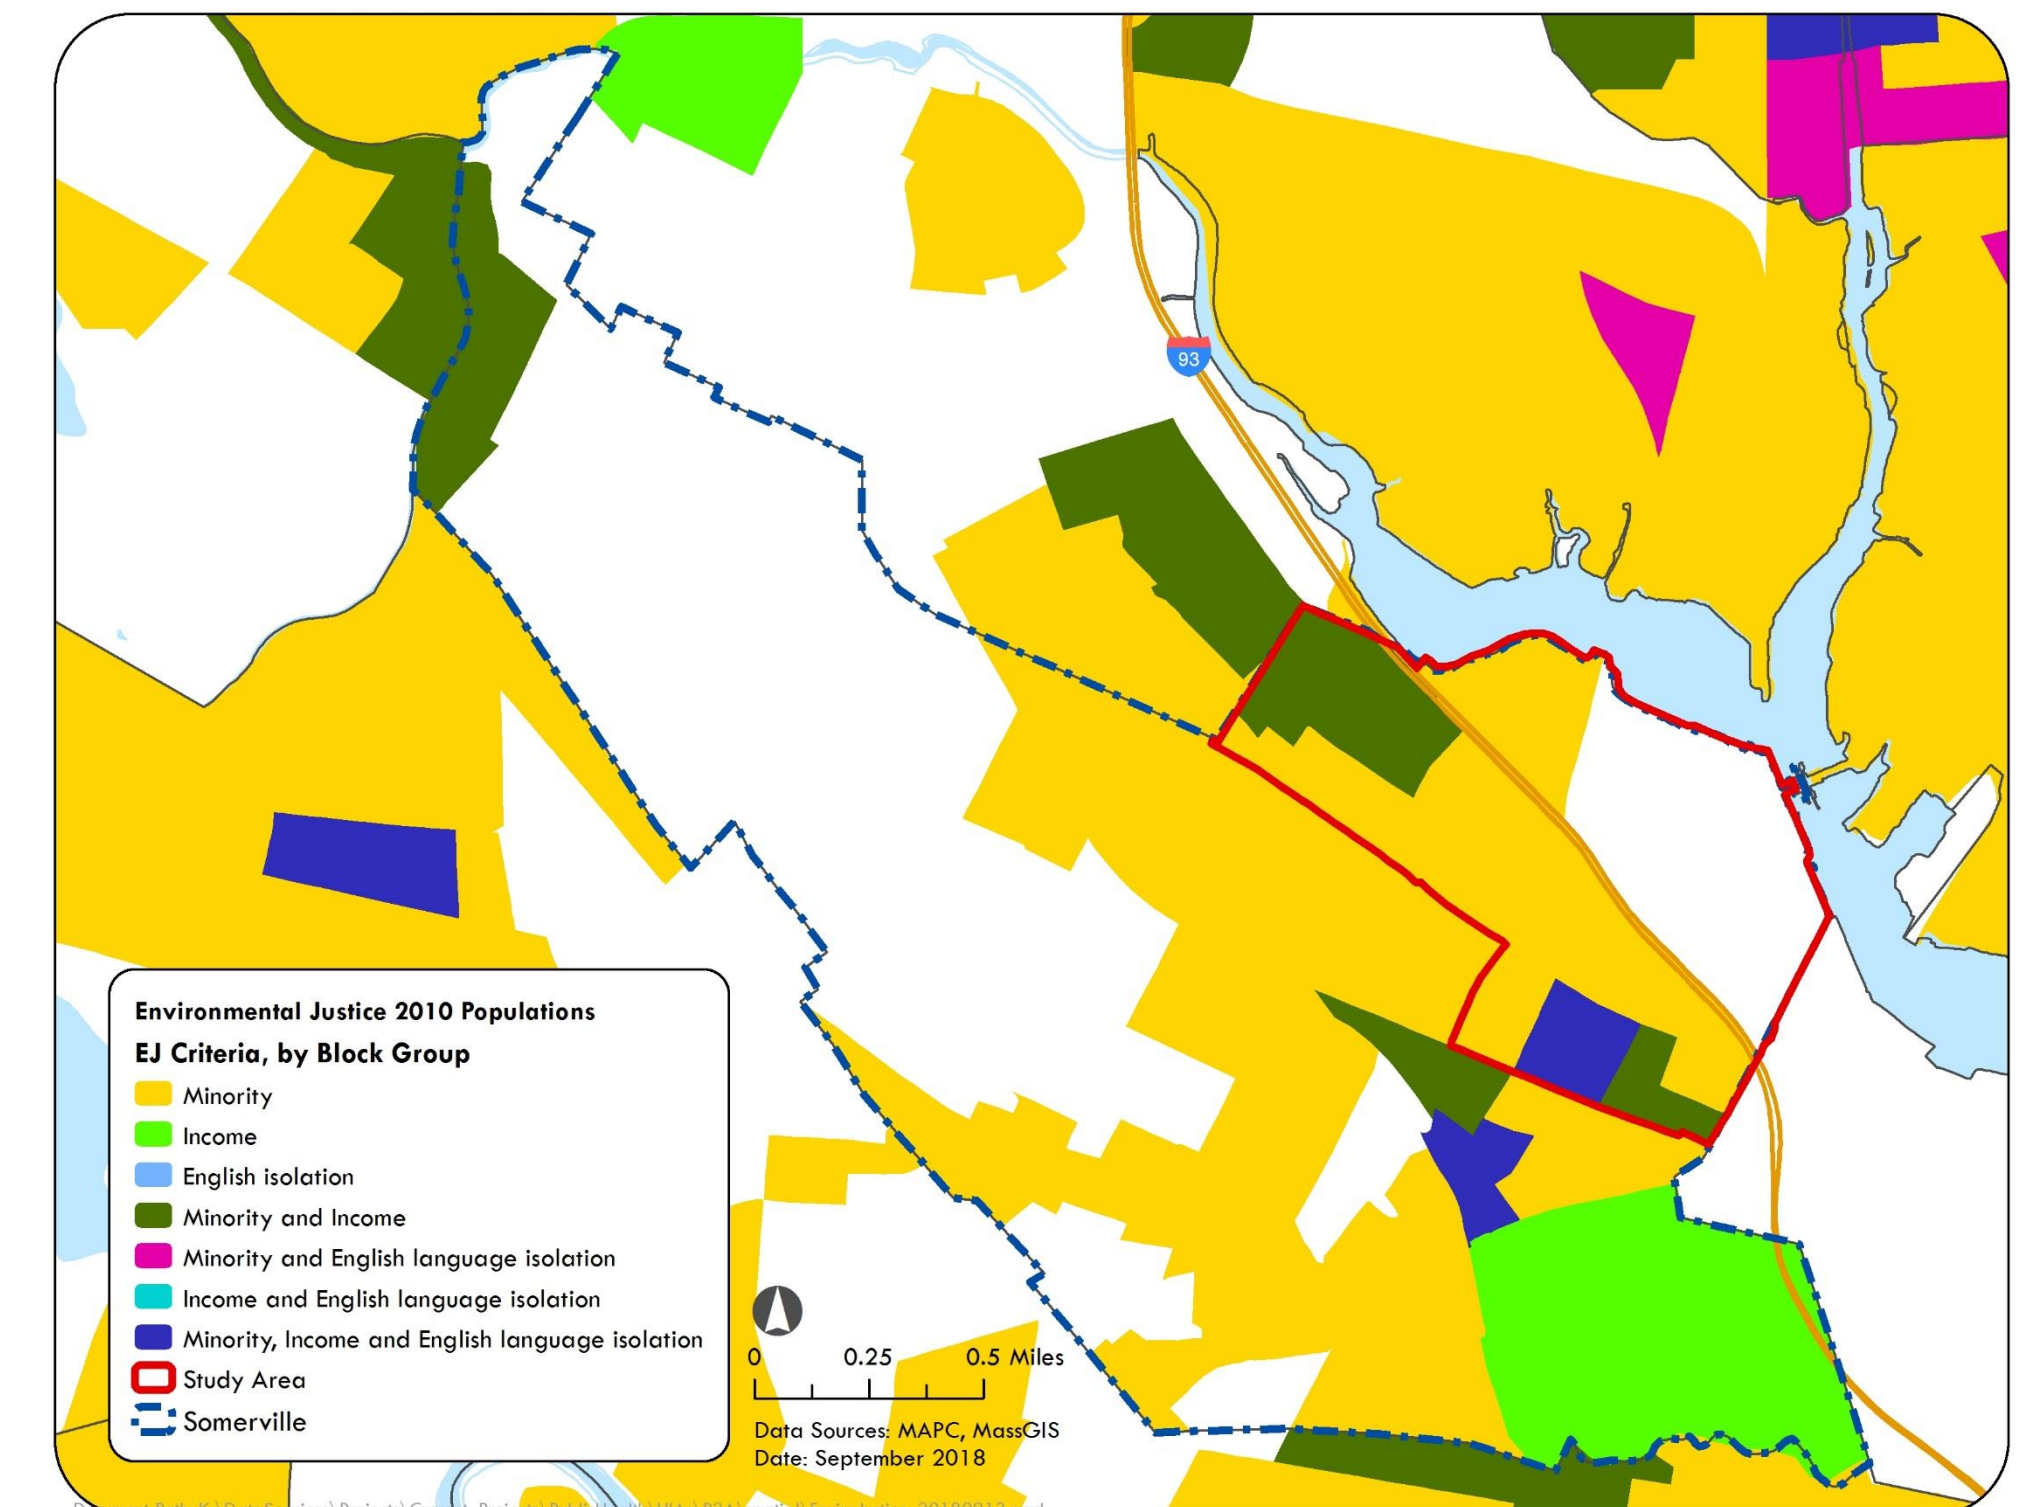 93
Environmental Justice 2010 Populations
EJ Criteria, by Block Group
Minority
Income
English isolation
Minority and Income
Minority and English language isolation
Income and English language isolation
Minority, Income and English language isolation
Study Area
Somerville
0 0.25 0.5 Miles
Data Sources: MAPC, MassGIS
Date: September 2018